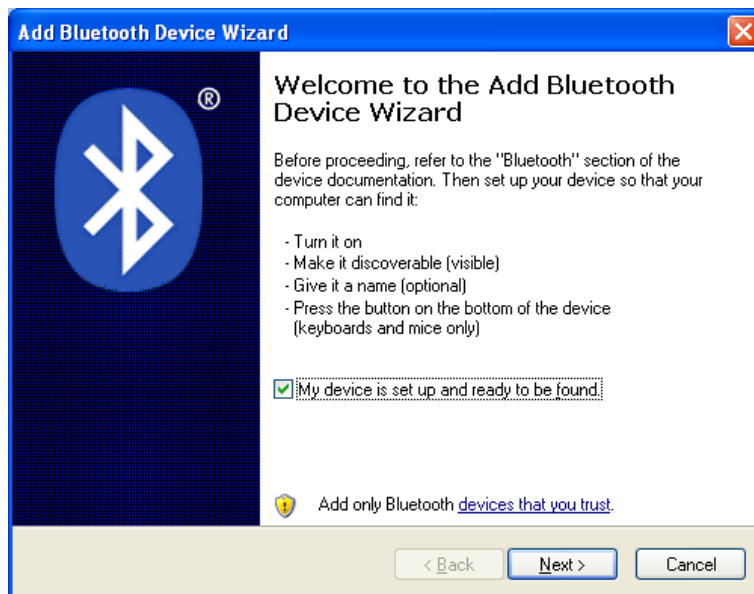 Add Bluetooth Device Wizard
®
Welcome to the Add Bluetooth
Device Wizard
Before proceeding, refer to the "Bluetooth" section of the
device documentation. Then set up your device so that your
computer can find it:
- Turn it on
- Make it discoverable (visible)
- Give it a name (optional)
- Press the button on the bottom of the device
(keyboards and mice only)
My device is set up and ready to be found.
Add only Bluetooth devices that you trust.
< Back Next > Cancel